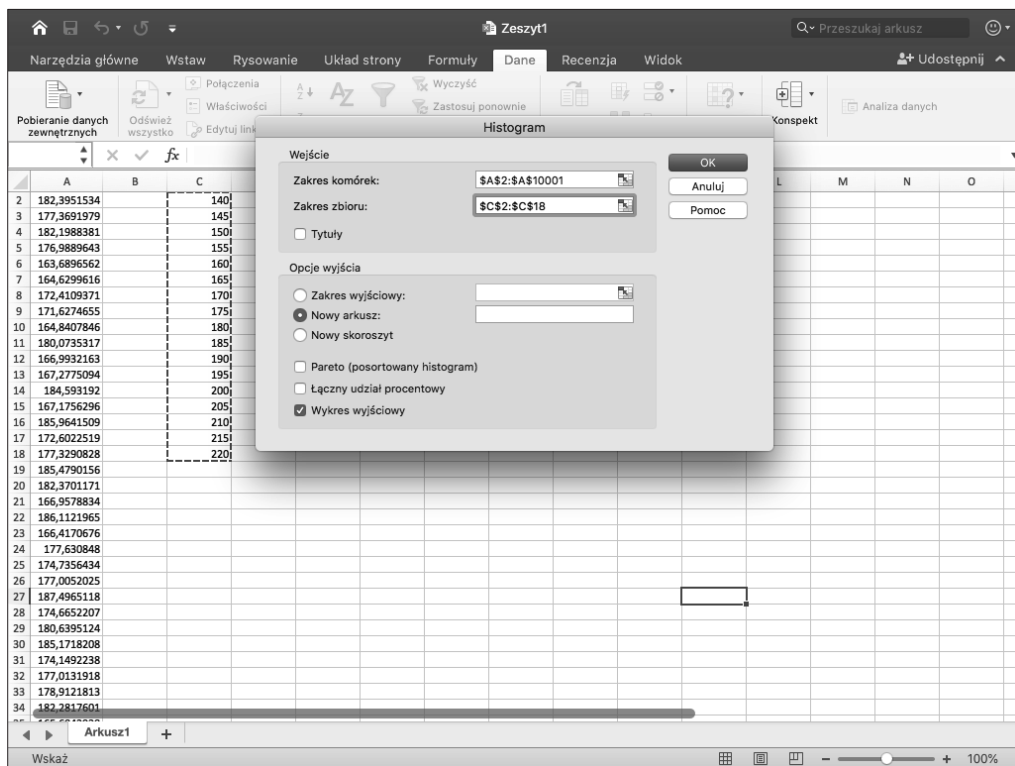 Zeszyt1
Przeszukaj arkusz
Narzędzia główne Wstaw Rysowanie Układ strony Formuły Dane Recenzja Widok Udostępnij
Pobieranie danych zewnętrznych
Odśwież wszystko
Połączenia
Właściwości
Edytuj link
Wyczyść
Zastosuj ponownie
Konspekt
Analiza danych
fx
Histogram
Wejście
Zakres komórek: $A$2:$A$10001
Zakres zbioru: $C$2:$C$18
Tytuły
Opcje wyjścia
Zakres wyjściowy:
Nowy arkusz:
Nowy skoroszyt
Pareto (posortowany histogram)
Łączny udział procentowy
Wykres wyjściowy
OK
Anuluj
Pomoc
A B C L M N O
2 182,3951534 140
3 177,3691979 145
4 182,1988381 150
5 176,9889643 155
6 163,6896562 160
7 164,6299616 165
8 172,4109371 170
9 171,6274655 175
10 164,8407846 180
11 180,0735317 185
12 166,9932163 190
13 167,2775094 195
14 184,593192 200
15 167,1756296 205
16 185,9641509 210
17 172,6022519 215
18 177,3290828 220
19 185,4790156
20 182,3701171
21 166,9578834
22 186,1121965
23 166,4170676
24 177,630848
25 174,7356434
26 177,0052025
27 187,4965118
28 174,6652207
29 180,6395124
30 185,1718208
31 174,1492238
32 177,0131918
33 178,9121813
34 182,2817601
Arkusz1 +
Wskaż
100%